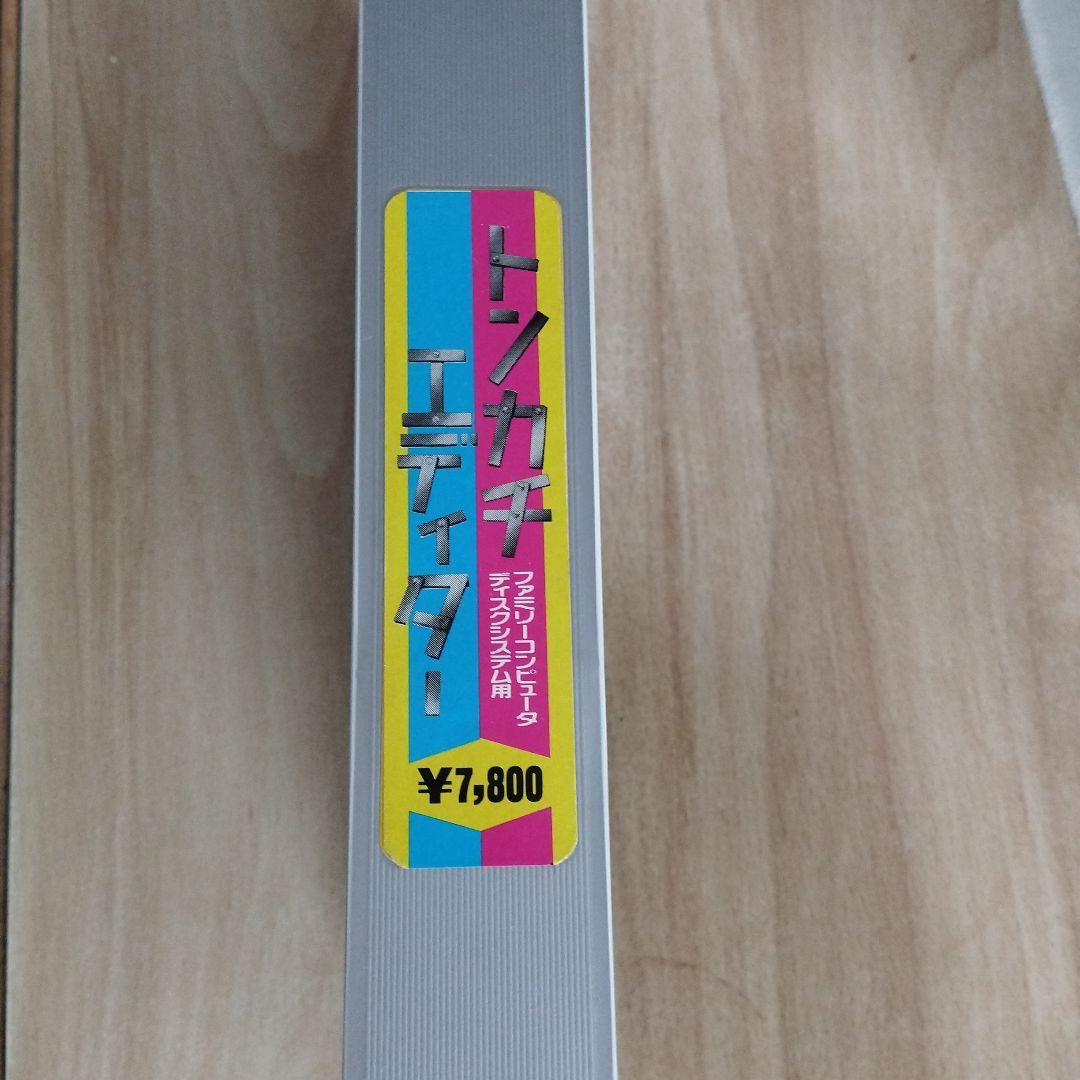 トンカチ
エディター
ファミリーコンピュータ
ディスクシステム用
¥7,800